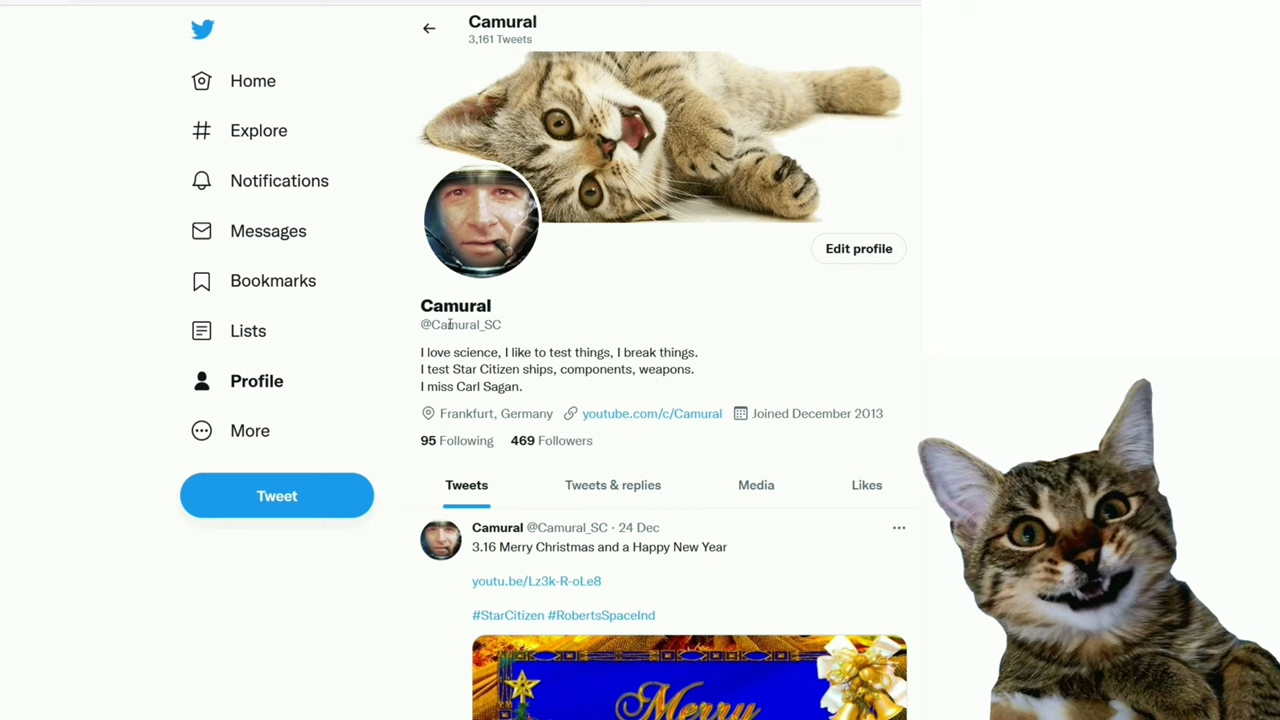 Camural
3,161 Tweets
Home
Explore
Notifications
Messages
Bookmarks
Lists
Profile
More
Tweet
Edit profile
Camural
@Camural_SC
I love science, I like to test things, I break things.
I test Star Citizen ships, components, weapons.
I miss Carl Sagan.
Frankfurt, Germany youtube.com/c/Camural Joined December 2013
95 Following 469 Followers
Tweets Tweets & replies Media Likes
Camural @Camural_SC · 24 Dec
3.16 Merry Christmas and a Happy New Year
youtu.be/Lz3k-R-oLe8
#StarCitizen #RobertsSpaceInd
Merry